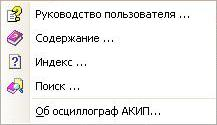 Руководство пользователя ...
Содержание ...
Индекс ...
Поиск ...
Об осциллограф АКИП...